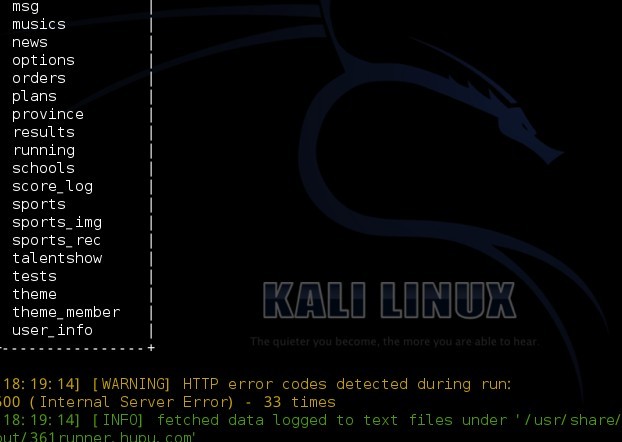 msg |
musics |
news |
options |
orders |
plans |
province |
results |
running |
schools |
score_log |
sports |
sports_img |
sports_rec |
talentshow |
tests |
theme |
theme_member |
user_info |
----------------+
KALI LINUX
The quieter you become, the more you are able to hear.
18:19:14] [WARNING] HTTP error codes detected during run:
500 (Internal Server Error) - 33 times
18:19:14] [INFO] fetched data logged to text files under '/usr/share/
out/361runner.hupu.com'